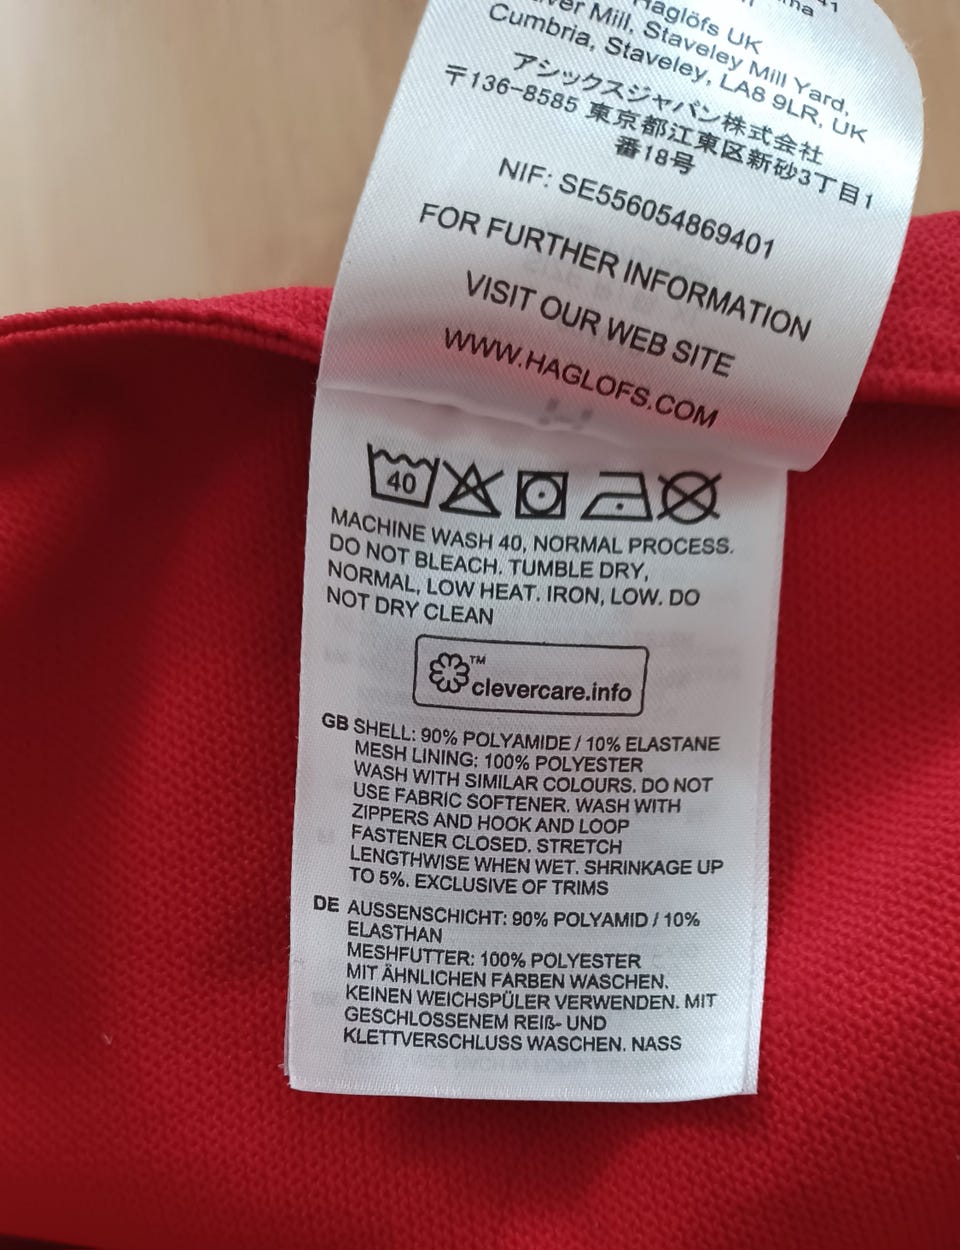 Haglöfs UK
Mill, Staveley Mill Yard,
Cumbria, Staveley, LA8 9LR, UK
アシックスジャパン株式会社
〒136-8585 東京都江東区新砂3丁目1
番18号
NIF: SE556054869401
FOR FURTHER INFORMATION
VISIT OUR WEB SITE
WWW.HAGLOFS.COM
40
MACHINE WASH 40, NORMAL PROCESS.
DO NOT BLEACH. TUMBLE DRY,
NORMAL, LOW HEAT. IRON, LOW. DO
NOT DRY CLEAN
™
clevercare.info
GB SHELL: 90% POLYAMIDE / 10% ELASTANE
MESH LINING: 100% POLYESTER
WASH WITH SIMILAR COLOURS. DO NOT
USE FABRIC SOFTENER. WASH WITH
ZIPPERS AND HOOK AND LOOP
FASTENER CLOSED. STRETCH
LENGTHWISE WHEN WET. SHRINKAGE UP
TO 5%. EXCLUSIVE OF TRIMS
DE AUSSENSCHICHT: 90% POLYAMID / 10%
ELASTHAN
MESHFUTTER: 100% POLYESTER
MIT ÄHNLICHEN FARBEN WASCHEN.
KEINEN WEICHSPÜLER VERWENDEN. MIT
GESCHLOSSENEM REIß- UND
KLETTVERSCHLUSS WASCHEN. NASS